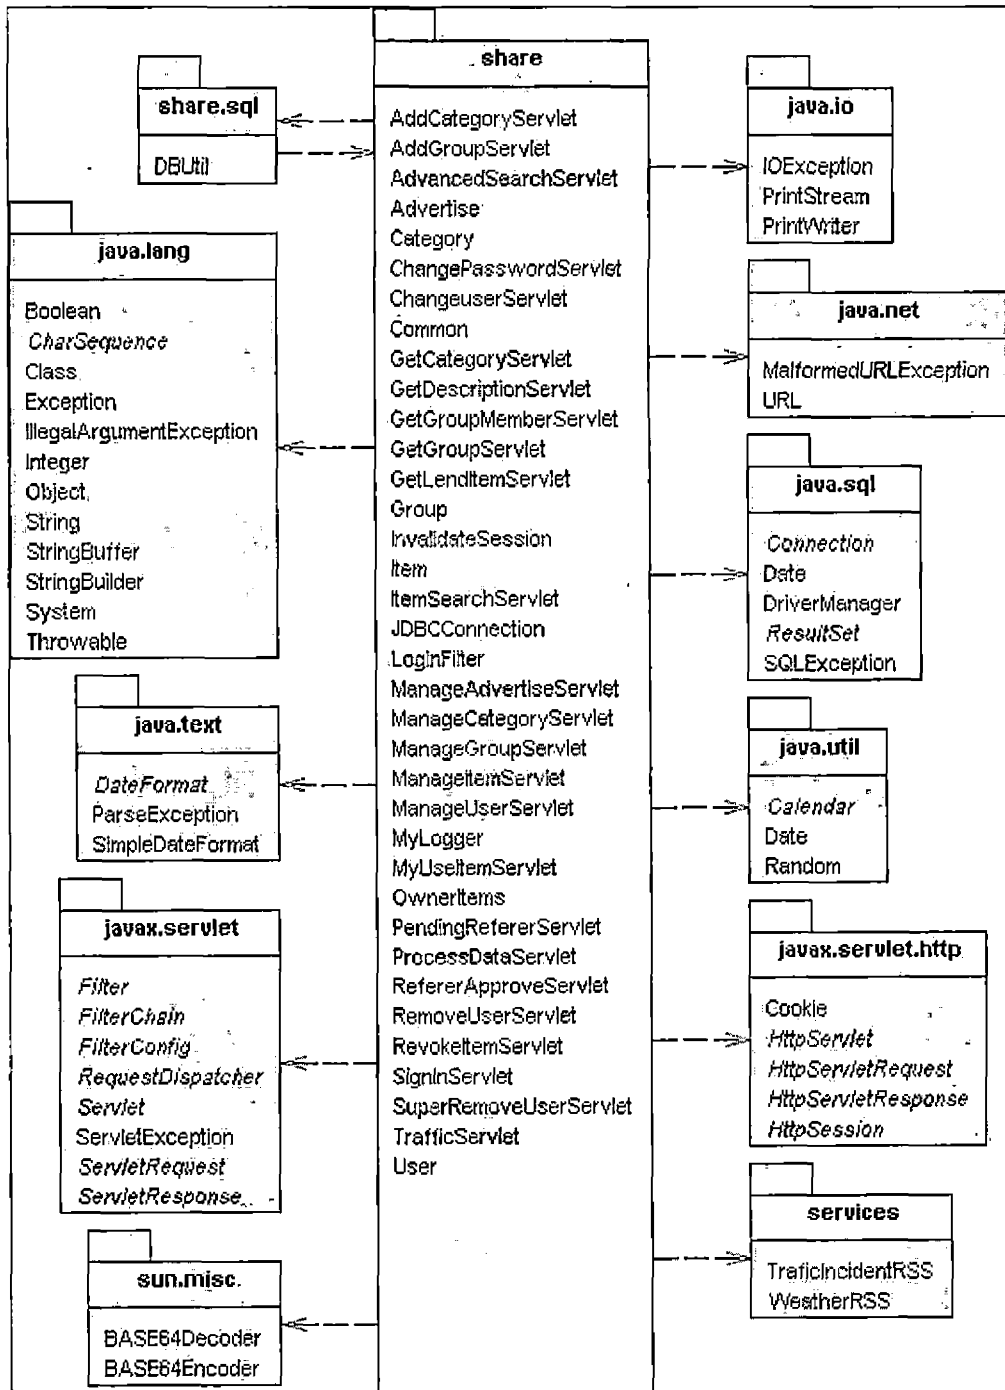 share
AddCategoryServlet
AddGroupServlet
AdvancedSearchServlet
Advertise
Category
ChangePasswordServlet
ChangeuserServlet
Common
GetCategoryServlet
GetDescriptionServlet
GetGroupMemberServlet
GetGroupServlet
GetLendItemServlet
Group
InvalidateSession
Item
ItemSearchServlet
JDBCConnection
LoginFilter
ManageAdvertiseServlet
ManageCategoryServlet
ManageGroupServlet
ManageItemServlet
ManageUserServlet
MyLogger
MyUseItemServlet
OwnerItems
PendingRefererServlet
ProcessDataServlet
RefererApproveServlet
RemoveUserServlet
RevokeItemServlet
SignInServlet
SuperRemoveUserServlet
TrafficServlet
User
share.sql
DBUtil
java.lang
Boolean
CharSequence
Class
Exception
IllegalArgumentException
Integer
Object
String
StringBuffer
StringBuilder
System
Throwable
java.text
DateFormat
ParseException
SimpleDateFormat
javax.servlet
Filter
FilterChain
FilterConfig
RequestDispatcher
Servlet
ServletException
ServletRequest
ServletResponse
sun.misc
BASE64Decoder
BASE64Encoder
java.io
IOException
PrintStream
PrintWriter
java.net
MalformedURLException
URL
java.sql
Connection
Date
DriverManager
ResultSet
SQLException
java.util
Calendar
Date
Random
javax.servlet.http
Cookie
HttpServlet
HttpServletRequest
HttpServletResponse
HttpSession
services
TraficIncidentRSS
WeatherRSS